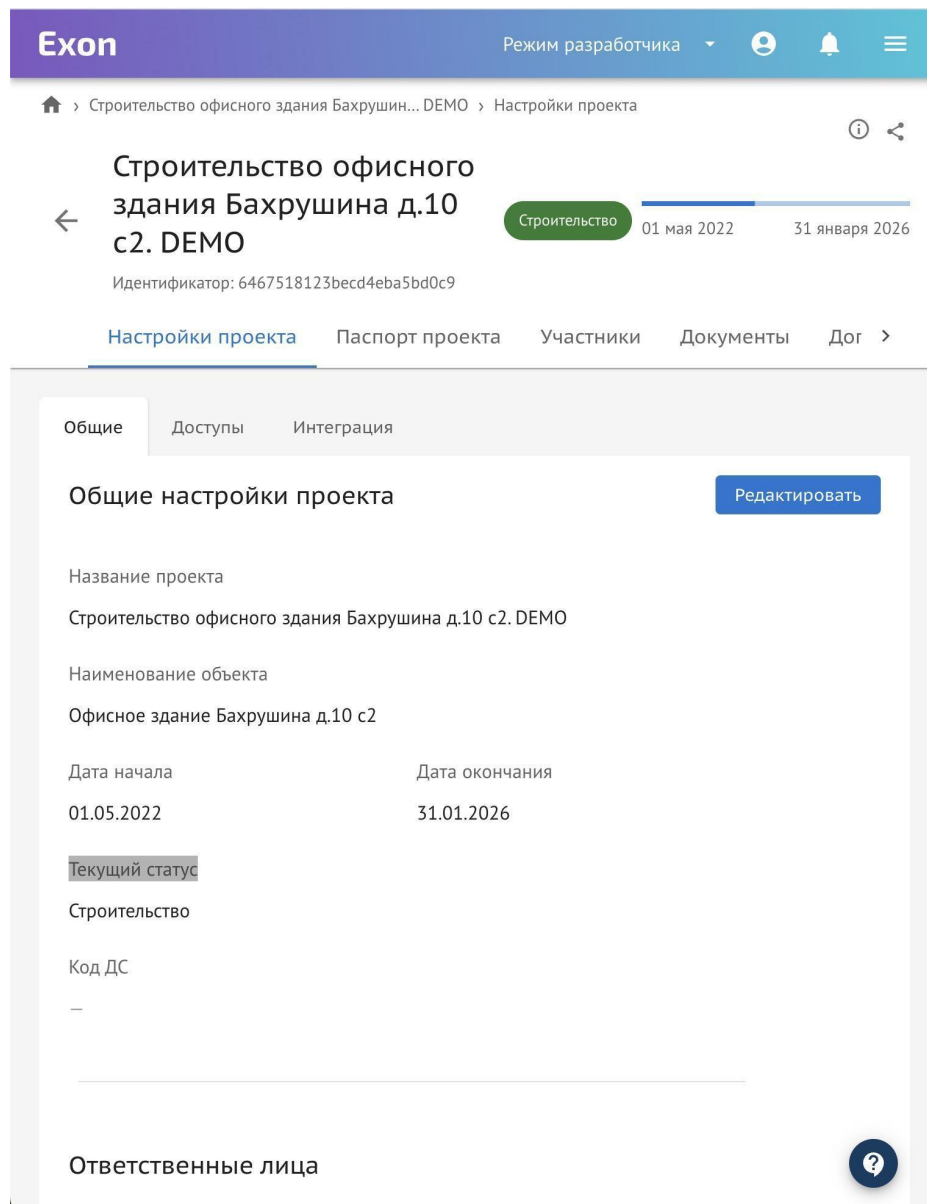 Exon
Режим разработчика
Строительство офисного здания Бахрушин... DEMO › Настройки проекта
Строительство офисного
здания Бахрушина д.10
с2. DEMO
Идентификатор: 6467518123becd4eba5bd0c9
Строительство
01 мая 2022 31 января 2026
Настройки проекта Паспорт проекта Участники Документы Дог
Общие Доступы Интеграция
Общие настройки проекта
Редактировать
Название проекта
Строительство офисного здания Бахрушина д.10 с2. DEMO
Наименование объекта
Офисное здание Бахрушина д.10 с2
Дата начала Дата окончания
01.05.2022 31.01.2026
Текущий статус
Строительство
Код ДС
—
Ответственные лица